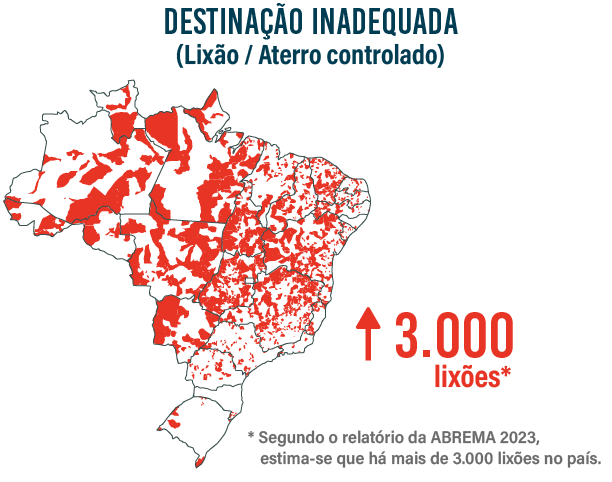 DESTINAÇÃO INADEQUADA
(Lixão / Aterro controlado)
3.000
lixões*
* Segundo o relatório da ABREMA 2023,
estima-se que há mais de 3.000 lixões no país.